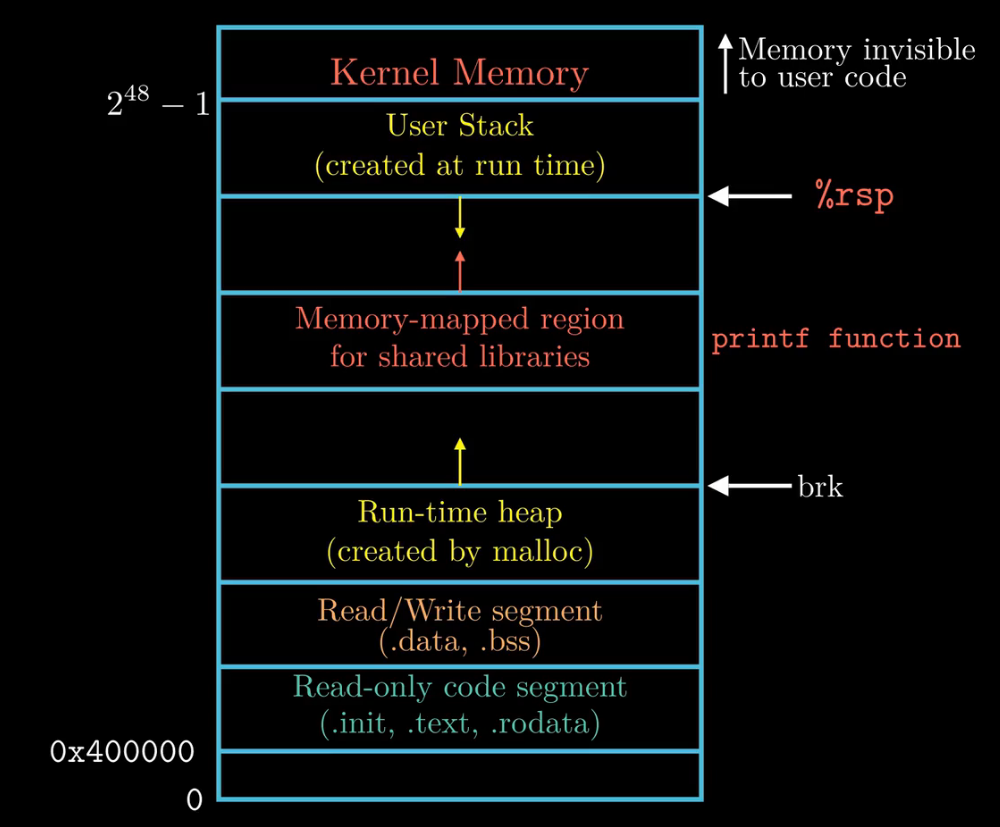 Kernel Memory
Memory invisible
to user code
2^48 − 1
User Stack
(created at run time)
%rsp
Memory-mapped region
for shared libraries
printf function
brk
Run-time heap
(created by malloc)
Read/Write segment
(.data, .bss)
Read-only code segment
(.init, .text, .rodata)
0x400000
0